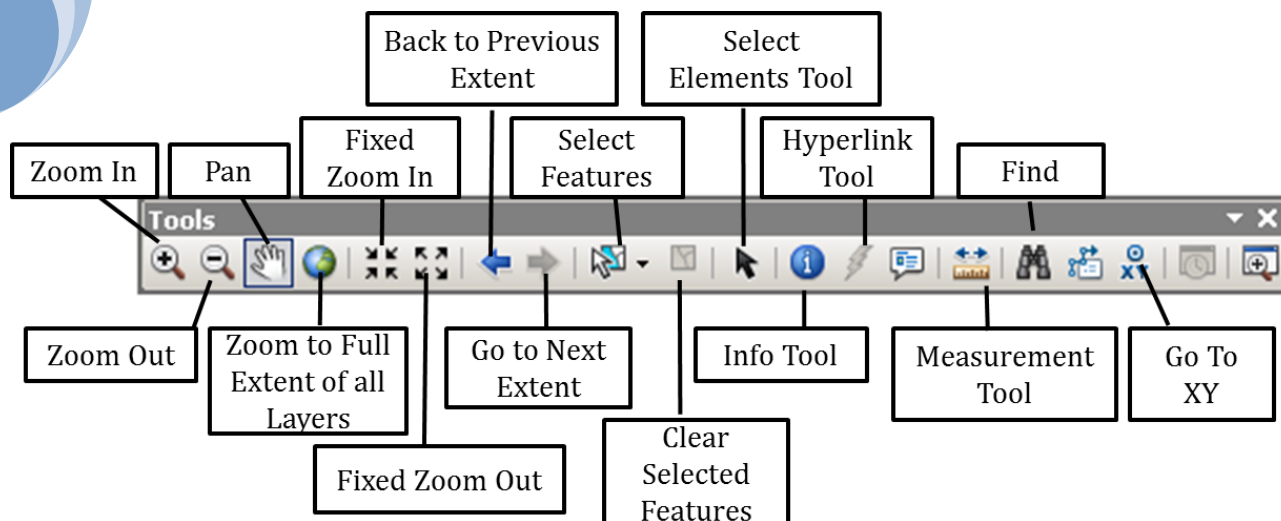 Back to Previous
Extent
Select
Elements Tool
Zoom In
Pan
Fixed
Zoom In
Select
Features
Hyperlink
Tool
Find
Tools
XY
Zoom Out
Zoom to Full
Extent of all
Layers
Go to Next
Extent
Info Tool
Measurement
Tool
Go To
XY
Fixed Zoom Out
Clear
Selected
Features